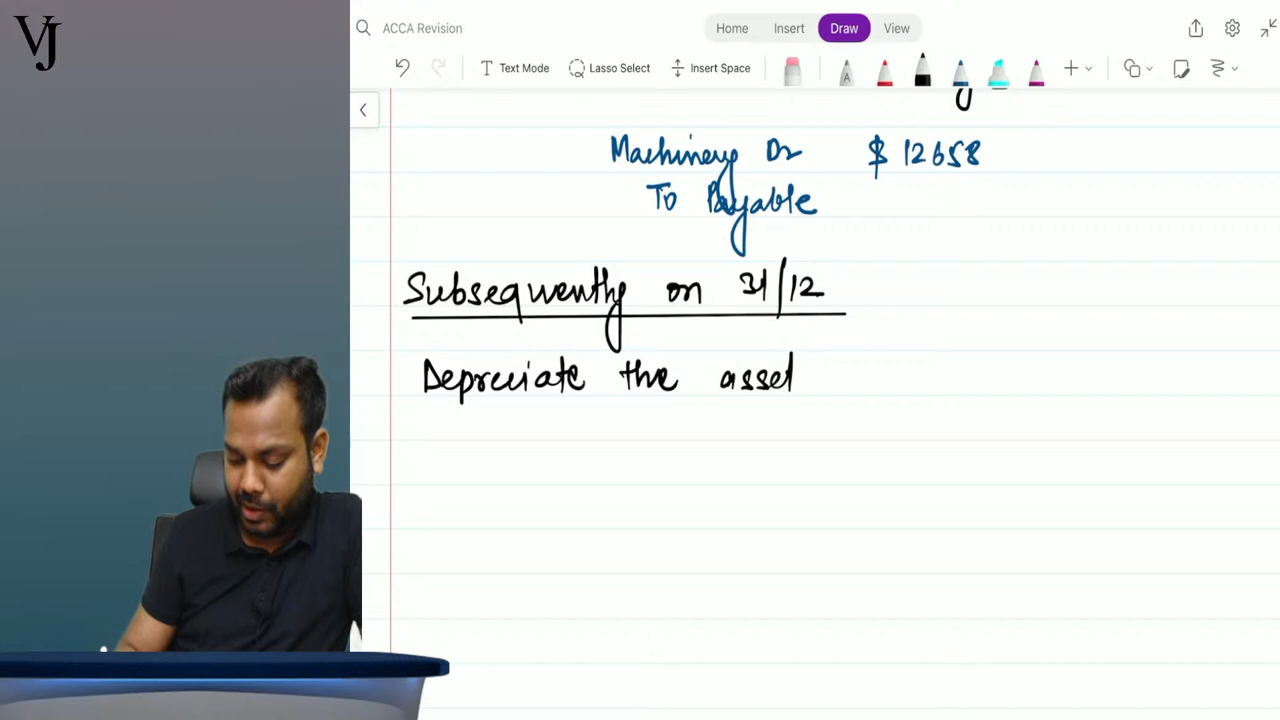 VJ
ACCA Revision
Home Insert Draw View
Text Mode Lasso Select Insert Space
Machinery Dr $ 12658
To Payable
Subsequently on 31/12
Depreciate the asset